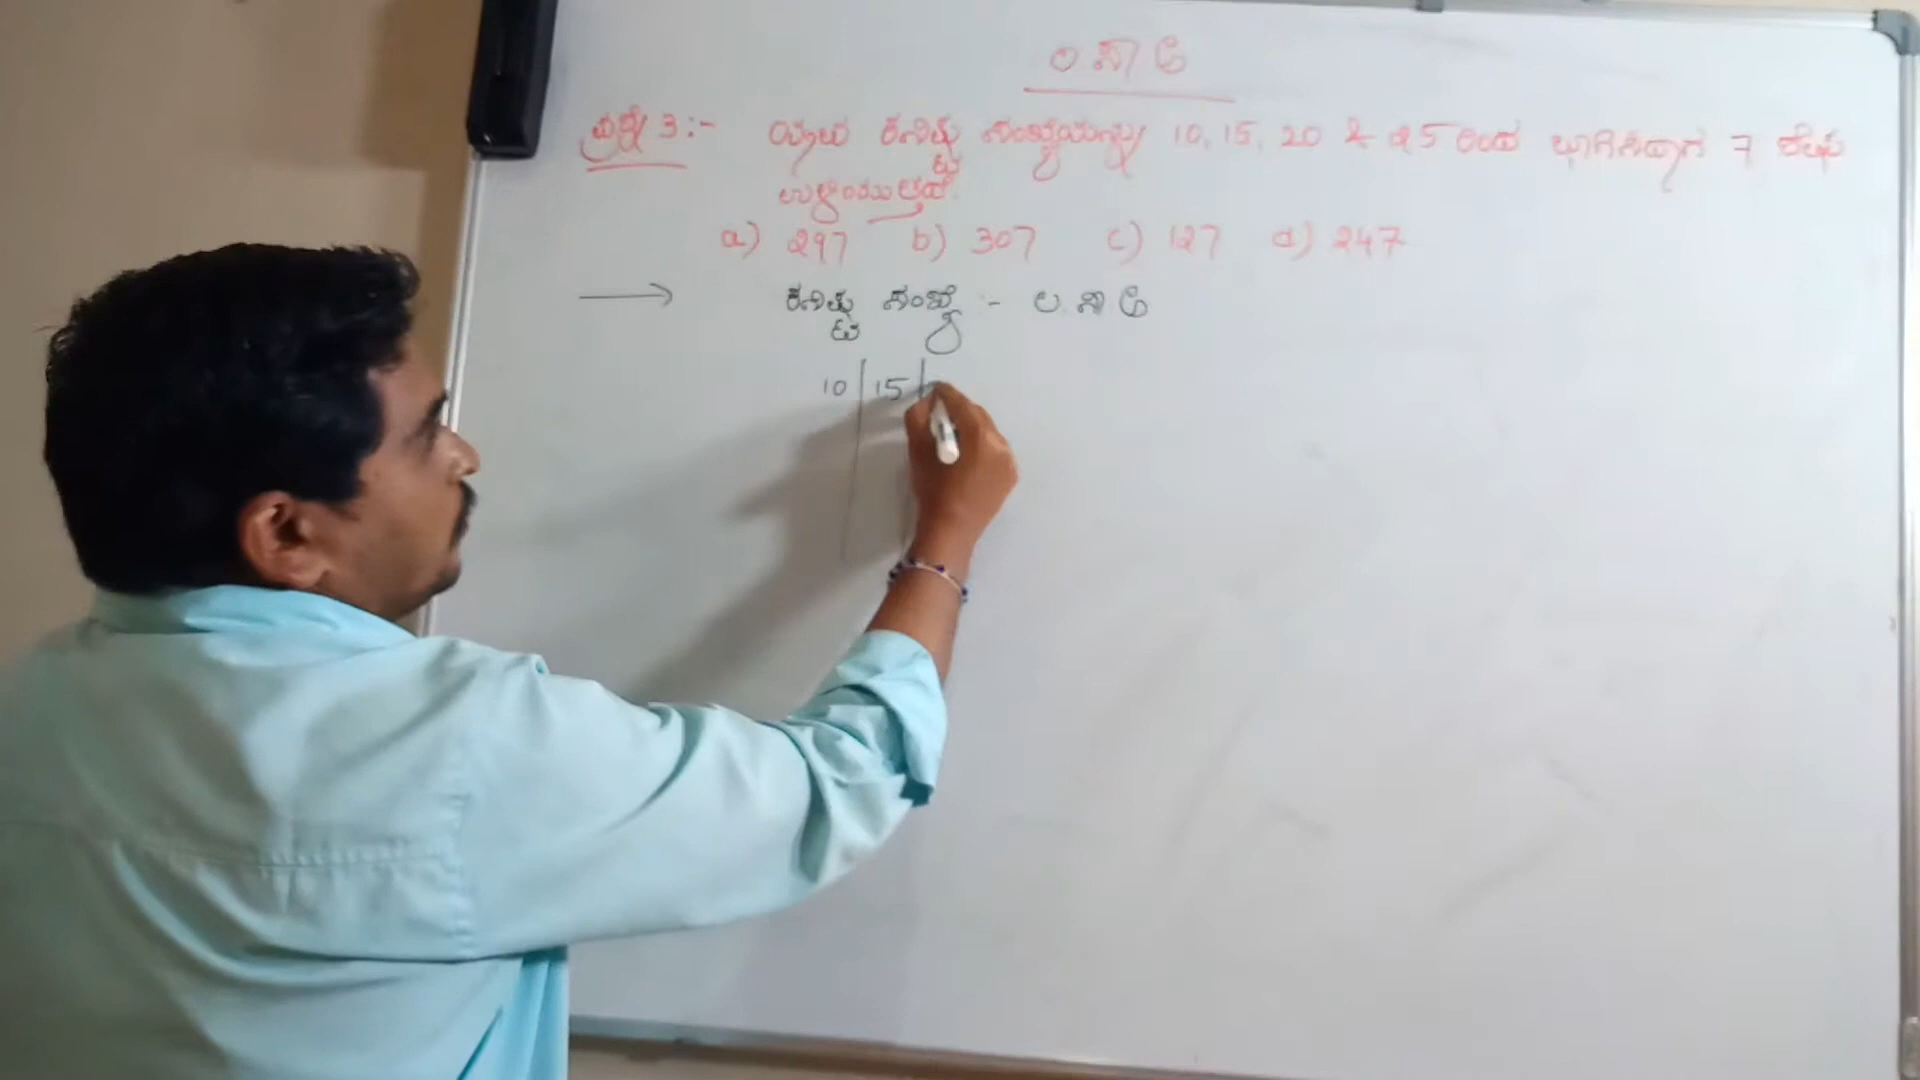 ಲ.ಸಾ.ಅ
ಪ್ರಶ್ನೆ 3:- ಯಾವ ಕನಿಷ್ಟ ಸಂಖ್ಯೆಯನ್ನು 10, 15, 20 & 25 ರಿಂದ ಭಾಗಿಸಿದಾಗ 7 ಶೇಷ
ಉಳಿಯುತ್ತದೆ.
a) 297 b) 307 c) 127 d) 247
→ ಕನಿಷ್ಟ ಸಂಖ್ಯೆ :- ಲ.ಸಾ.ಅ
10 | 15 |